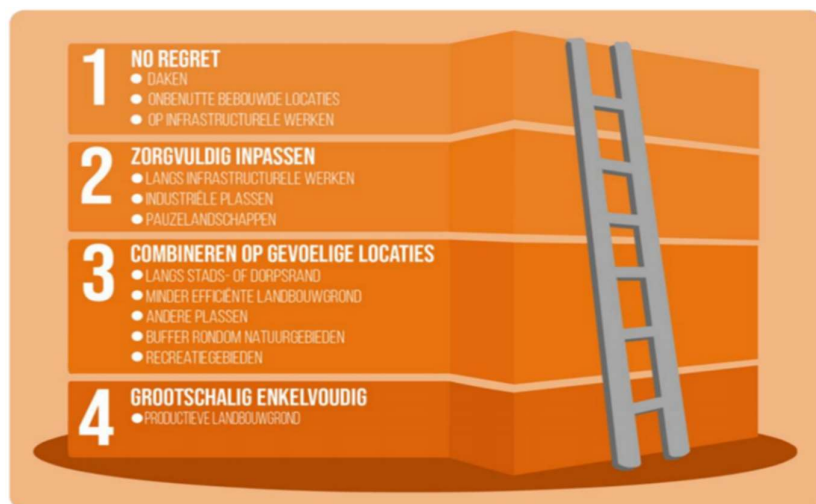 1
NO REGRET
● DAKEN
● ONBENUTTE BEBOUWDE LOCATIES
● OP INFRASTRUCTURELE WERKEN
2
ZORGVULDIG INPASSEN
● LANGS INFRASTRUCTURELE WERKEN
● INDUSTRIËLE PLASSEN
● PAUZELANDSCHAPPEN
3
COMBINEREN OP GEVOELIGE LOCATIES
● LANGS STADS- OF DORPSRAND
● MINDER EFFICIËNTE LANDBOUWGROND
● ANDERE PLASSEN
● BUFFER RONDOM NATUURGEBIEDEN
● RECREATIEGEBIEDEN
4
GROOTSCHALIG ENKELVOUDIG
● PRODUCTIEVE LANDBOUWGROND